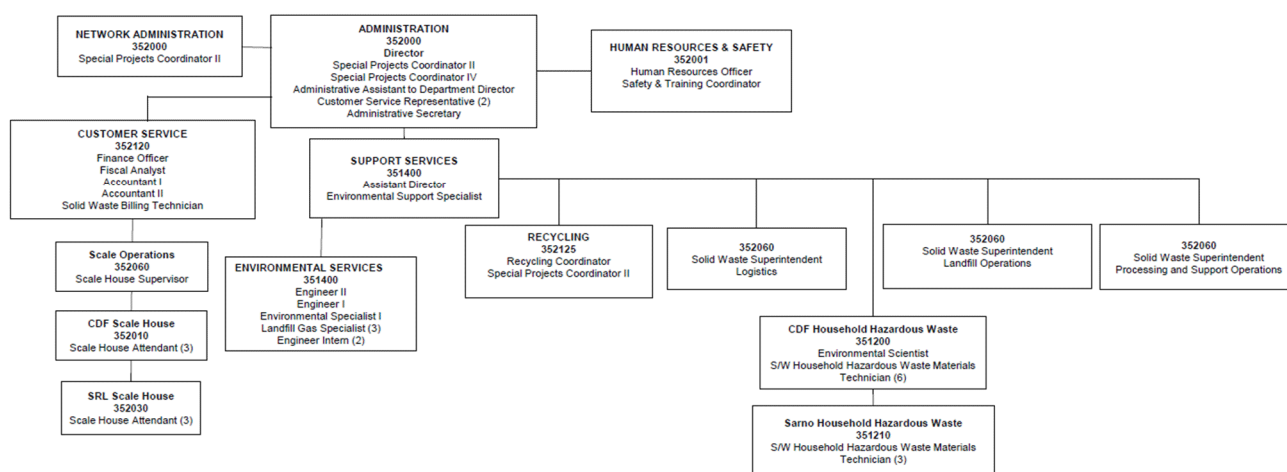 NETWORK ADMINISTRATION
352000
Special Projects Coordinator II
ADMINISTRATION
352000
Director
Special Projects Coordinator II
Special Projects Coordinator IV
Administrative Assistant to Department Director
Customer Service Representative (2)
Administrative Secretary
HUMAN RESOURCES & SAFETY
352001
Human Resources Officer
Safety & Training Coordinator
CUSTOMER SERVICE
352120
Finance Officer
Fiscal Analyst
Accountant I
Accountant II
Solid Waste Billing Technician
SUPPORT SERVICES
351400
Assistant Director
Environmental Support Specialist
Scale Operations
352060
Scale House Supervisor
ENVIRONMENTAL SERVICES
351400
Engineer II
Engineer I
Environmental Specialist I
Landfill Gas Specialist (3)
Engineer Intern (2)
RECYCLING
352125
Recycling Coordinator
Special Projects Coordinator II
352060
Solid Waste Superintendent
Logistics
352060
Solid Waste Superintendent
Landfill Operations
352060
Solid Waste Superintendent
Processing and Support Operations
CDF Scale House
352010
Scale House Attendant (3)
SRL Scale House
352030
Scale House Attendant (3)
CDF Household Hazardous Waste
351200
Environmental Scientist
S/W Household Hazardous Waste Materials
Technician (6)
Sarno Household Hazardous Waste
351210
S/W Household Hazardous Waste Materials
Technician (3)